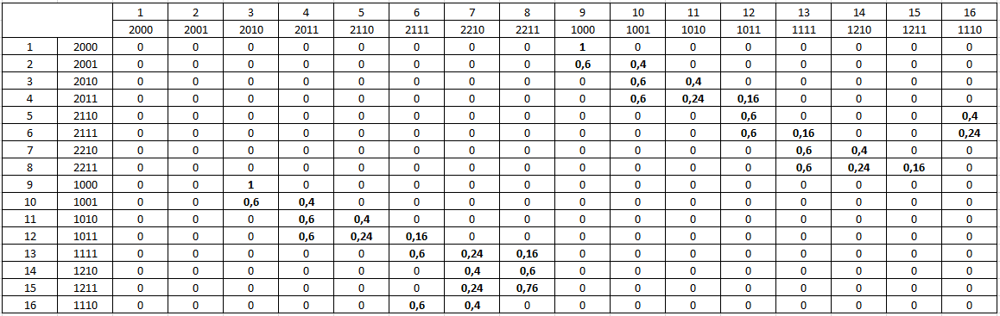 1 2 3 4 5 6 7 8 9 10 11 12 13 14 15 16
2000 2001 2010 2011 2110 2111 2210 2211 1000 1001 1010 1011 1111 1210 1211 1110
1 2000 0 0 0 0 0 0 0 0 1 0 0 0 0 0 0 0
2 2001 0 0 0 0 0 0 0 0 0,6 0,4 0 0 0 0 0 0
3 2010 0 0 0 0 0 0 0 0 0 0,6 0,4 0 0 0 0 0
4 2011 0 0 0 0 0 0 0 0 0 0,6 0,24 0,16 0 0 0 0
5 2110 0 0 0 0 0 0 0 0 0 0 0 0,6 0 0 0 0,4
6 2111 0 0 0 0 0 0 0 0 0 0 0 0,6 0,16 0 0 0,24
7 2210 0 0 0 0 0 0 0 0 0 0 0 0 0,6 0,4 0 0
8 2211 0 0 0 0 0 0 0 0 0 0 0 0 0,6 0,24 0,16 0
9 1000 0 0 1 0 0 0 0 0 0 0 0 0 0 0 0 0
10 1001 0 0 0,6 0,4 0 0 0 0 0 0 0 0 0 0 0 0
11 1010 0 0 0 0,6 0,4 0 0 0 0 0 0 0 0 0 0 0
12 1011 0 0 0 0,6 0,24 0,16 0 0 0 0 0 0 0 0 0 0
13 1111 0 0 0 0 0 0,6 0,24 0,16 0 0 0 0 0 0 0 0
14 1210 0 0 0 0 0 0 0,4 0,6 0 0 0 0 0 0 0 0
15 1211 0 0 0 0 0 0 0,24 0,76 0 0 0 0 0 0 0 0
16 1110 0 0 0 0 0 0,6 0,4 0 0 0 0 0 0 0 0 0